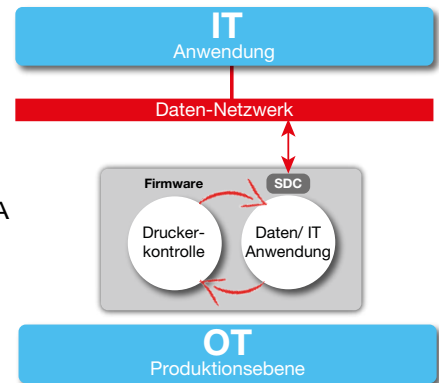 IT
Anwendung
Daten-Netzwerk
Firmware
SDC
A
Drucker-
kontrolle
Daten/ IT
Anwendung
OT
Produktionsebene